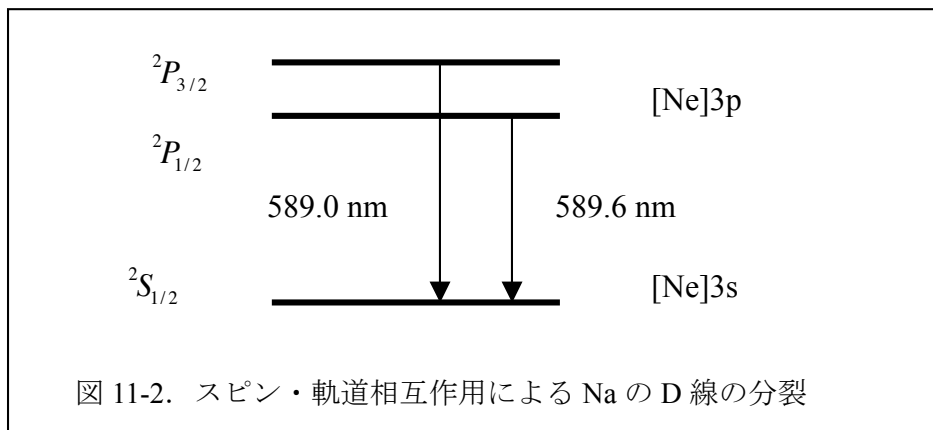 ²P₃/₂
[Ne]3p
²P₁/₂
589.0 nm
589.6 nm
²S₁/₂
[Ne]3s
図 11-2. スピン・軌道相互作用による Na の D 線の分裂